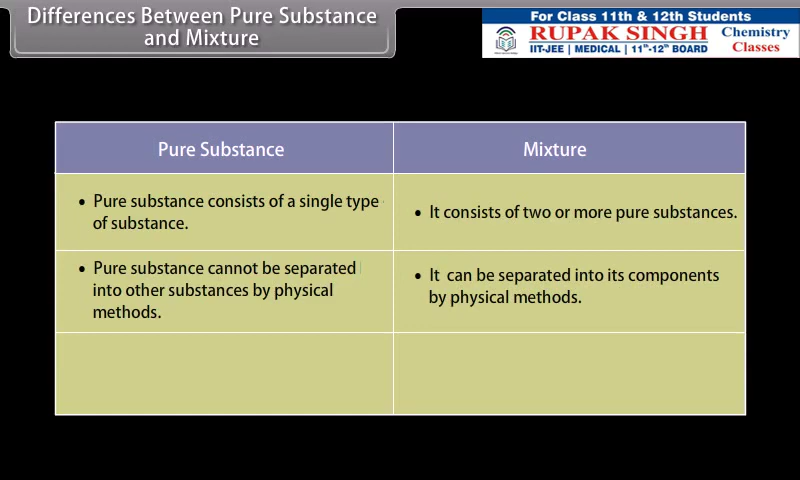 Differences Between Pure Substance
and Mixture
For Class 11th & 12th Students
RUPAK SINGH
IIT-JEE | MEDICAL | 11th-12th BOARD
Chemistry
Classes
Pure Substance
Mixture
• Pure substance consists of a single type
of substance.
• It consists of two or more pure substances.
• Pure substance cannot be separated
into other substances by physical
methods.
• It can be separated into its components
by physical methods.